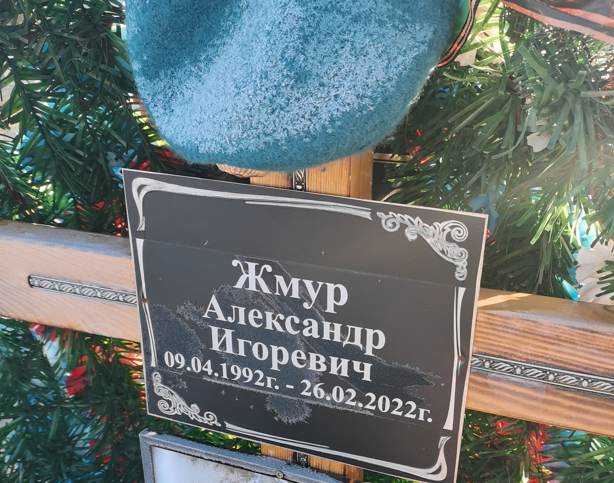 Жмур
Александр
Игоревич
09.04.1992г. - 26.02.2022г.